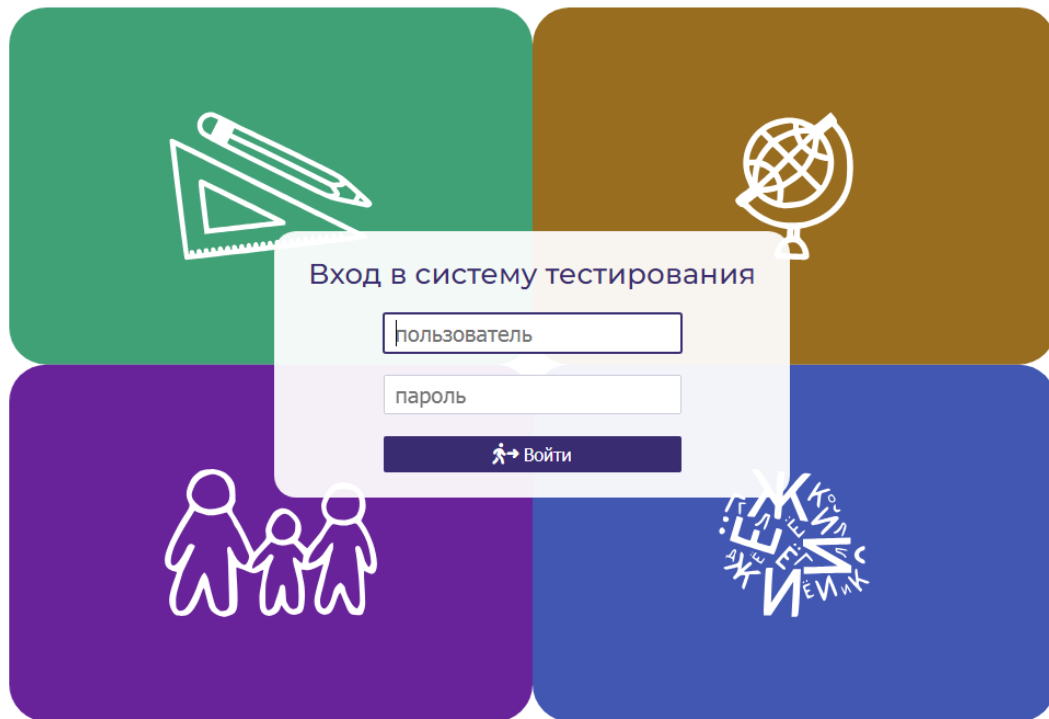 Вход в систему тестирования
пользователь
пароль
Войти